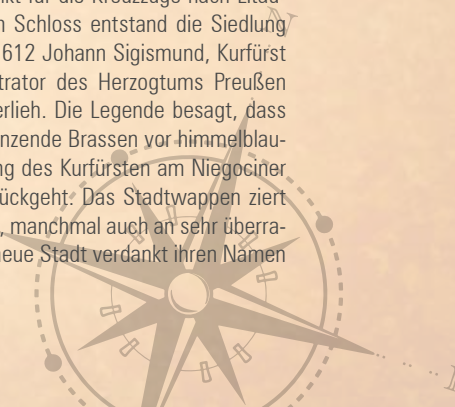 nkt für die Kreuzzüge nach Litau-
Schloss entstand die Siedlung
612 Johann Sigismund, Kurfürst
trator des Herzogtums Preußen
erlieh. Die Legende besagt, dass
nzende Brassen vor himmelblau-
ng des Kurfürsten am Niegociner
ückgeht. Das Stadtwappen ziert
, manchmal auch an sehr überra-
neue Stadt verdankt ihren Namen
N